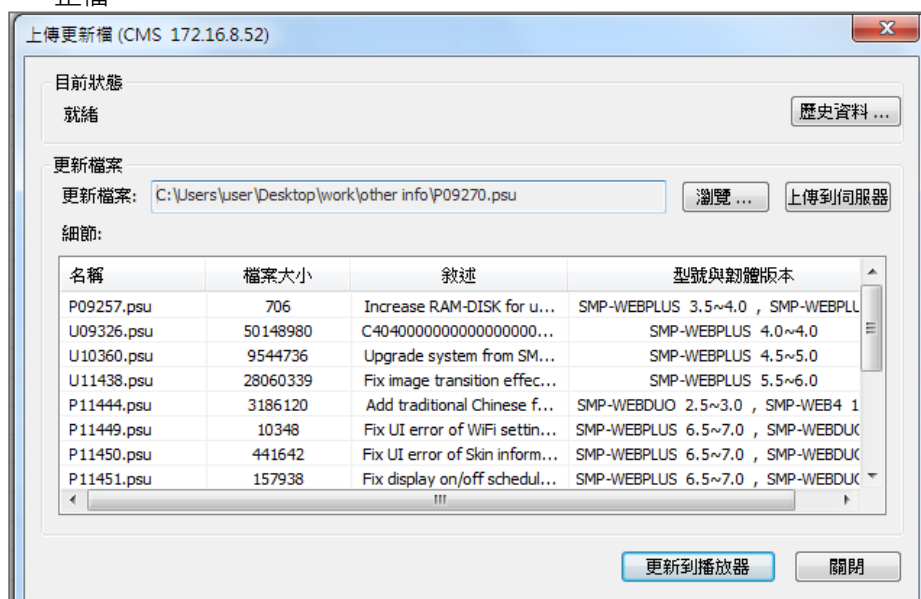 上傳更新檔 (CMS 172.16.8.52)
目前狀態
就緒
歷史資料 ...
更新檔案
更新檔案: C:\Users\user\Desktop\work\other info\P09270.psu 瀏覽 ... 上傳到伺服器
細節:
名稱 檔案大小 敘述 型號與韌體版本
P09257.psu 706 Increase RAM-DISK for u... SMP-WEBPLUS 3.5~4.0 , SMP-WEBPLU
U09326.psu 50148980 C4040000000000000000... SMP-WEBPLUS 4.0~4.0
U10360.psu 9544736 Upgrade system from SM... SMP-WEBPLUS 4.5~5.0
U11438.psu 28060339 Fix image transition effec... SMP-WEBPLUS 5.5~6.0
P11444.psu 3186120 Add traditional Chinese f... SMP-WEBDUO 2.5~3.0 , SMP-WEB4 1
P11449.psu 10348 Fix UI error of WiFi settin... SMP-WEBPLUS 6.5~7.0 , SMP-WEBDUO
P11450.psu 441642 Fix UI error of Skin inform... SMP-WEBPLUS 6.5~7.0 , SMP-WEBDUO
P11451.psu 157938 Fix display on/off schedul... SMP-WEBPLUS 6.5~7.0 , SMP-WEBDUO
更新到播放器 關閉